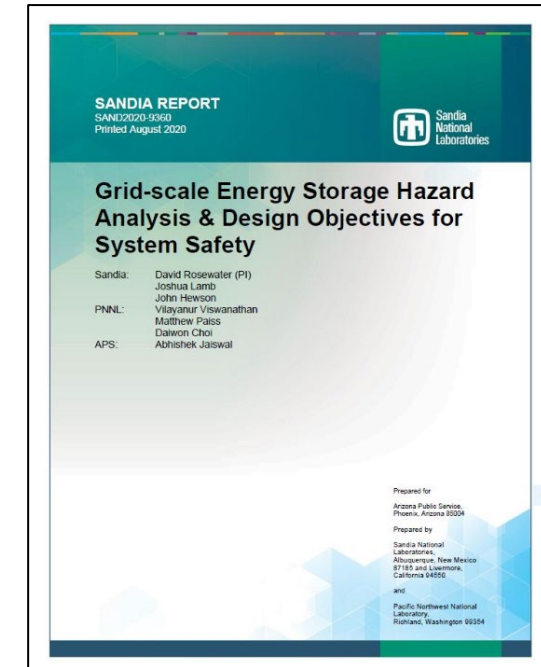 SANDIA REPORT
SAND2020-9360
Printed August 2020
Sandia
National
Laboratories
Grid-scale Energy Storage Hazard
Analysis & Design Objectives for
System Safety
Sandia: David Rosewater (PI)
Joshua Lamb
John Hewson
PNNL: Vilayanur Viswanathan
Matthew Paiss
Daiwon Choi
APS: Abhishek Jaiswal
Prepared for
Arizona Public Service,
Phoenix, Arizona 85004
Prepared by
Sandia National
Laboratories,
Albuquerque, New Mexico
87185 and Livermore,
California 94550
and
Pacific Northwest National
Laboratory,
Richland, Washington 99354